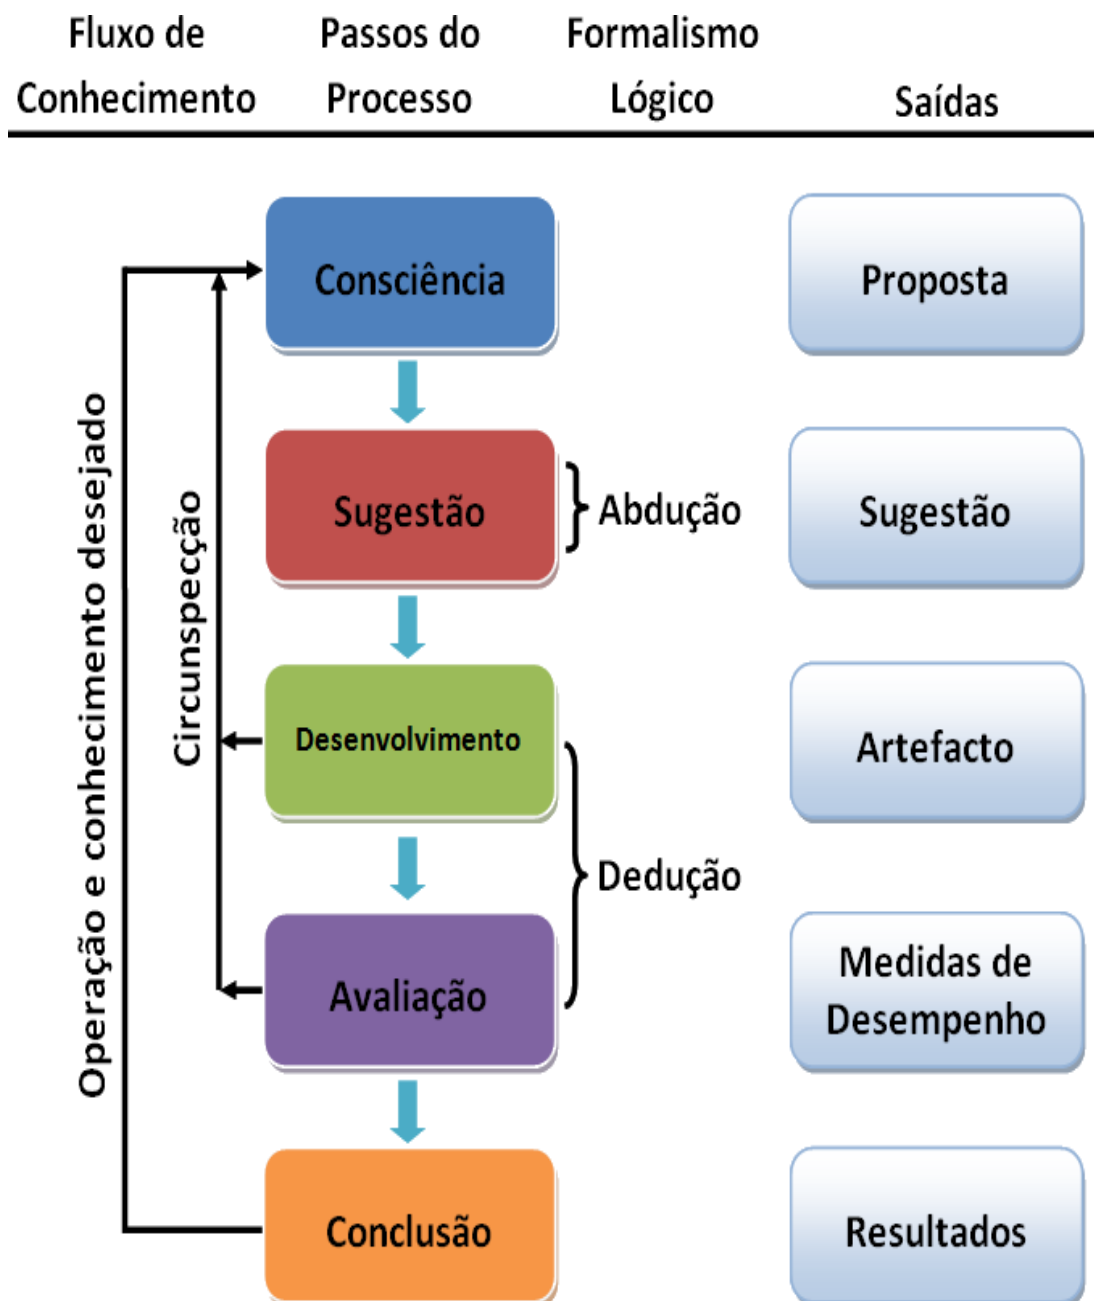 Fluxo de
Conhecimento
Passos do
Processo
Formalismo
Lógico
Saídas
Operação e conhecimento desejado
Circunspecção
Consciência
Proposta
Sugestão
Abdução
Sugestão
Desenvolvimento
Artefacto
Dedução
Avaliação
Medidas de
Desempenho
Conclusão
Resultados